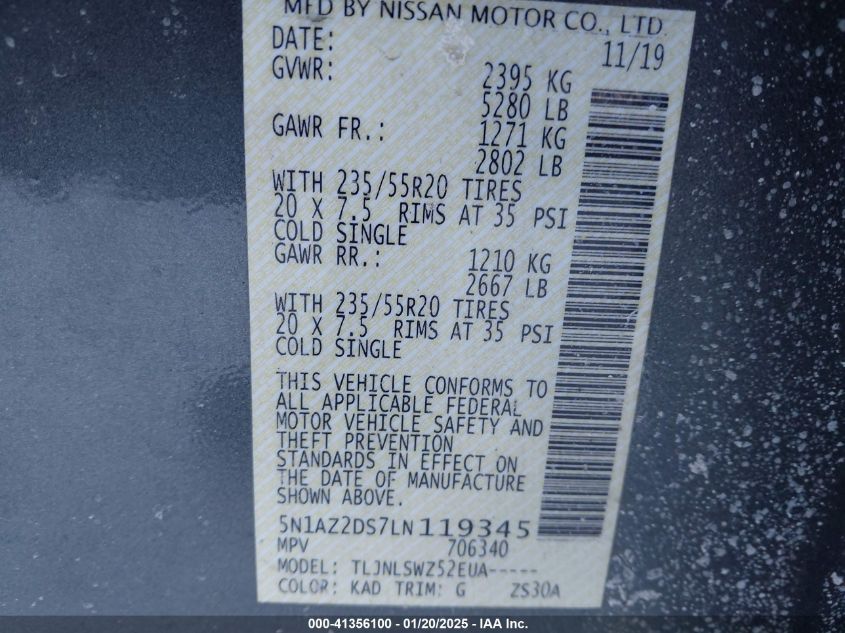 MFD BY NISSAN MOTOR CO., LTD.
DATE: 11/19
GVWR: 2395 KG
5280 LB
GAWR FR.: 1271 KG
2802 LB
WITH 235/55R20 TIRES
20 X 7.5 RIMS AT 35 PSI
COLD SINGLE
GAWR RR.: 1210 KG
2667 LB
WITH 235/55R20 TIRES
20 X 7.5 RIMS AT 35 PSI
COLD SINGLE
THIS VEHICLE CONFORMS TO
ALL APPLICABLE FEDERAL
MOTOR VEHICLE SAFETY AND
THEFT PREVENTION
STANDARDS IN EFFECT ON
THE DATE OF MANUFACTURE
SHOWN ABOVE.
5N1AZ2DS7LN119345
MPV 706340
MODEL: TLJNLSWZ52EUA-----
COLOR: KAD TRIM: G ZS30A
000-41356100 - 01/20/2025 - IAA Inc.